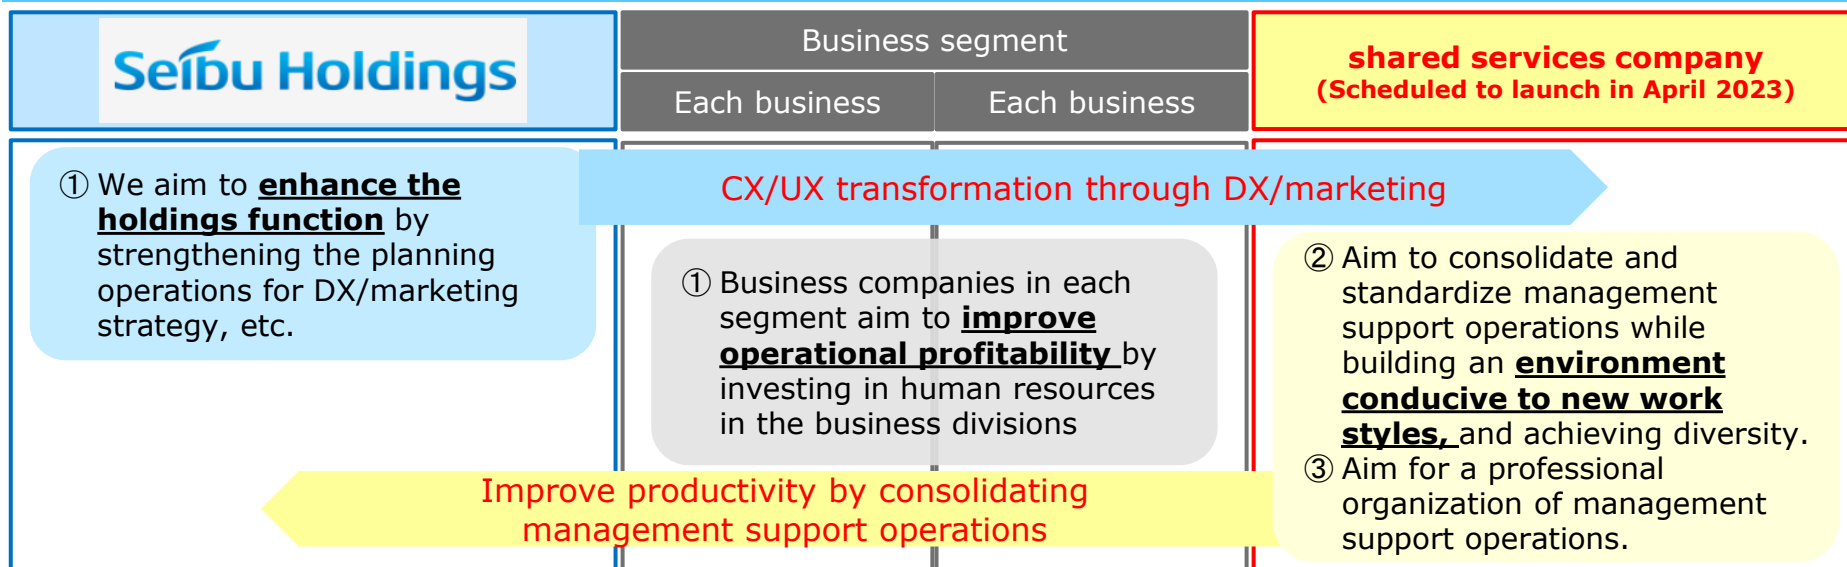 Seibu Holdings
Business segment
Each business
Each business
shared services company
(Scheduled to launch in April 2023)
① We aim to enhance the
holdings function by
strengthening the planning
operations for DX/marketing
strategy, etc.
CX/UX transformation through DX/marketing
① Business companies in each
segment aim to improve
operational profitability by
investing in human resources
in the business divisions
② Aim to consolidate and
standardize management
support operations while
building an environment
conducive to new work
styles, and achieving diversity.
③ Aim for a professional
organization of management
support operations.
Improve productivity by consolidating
management support operations